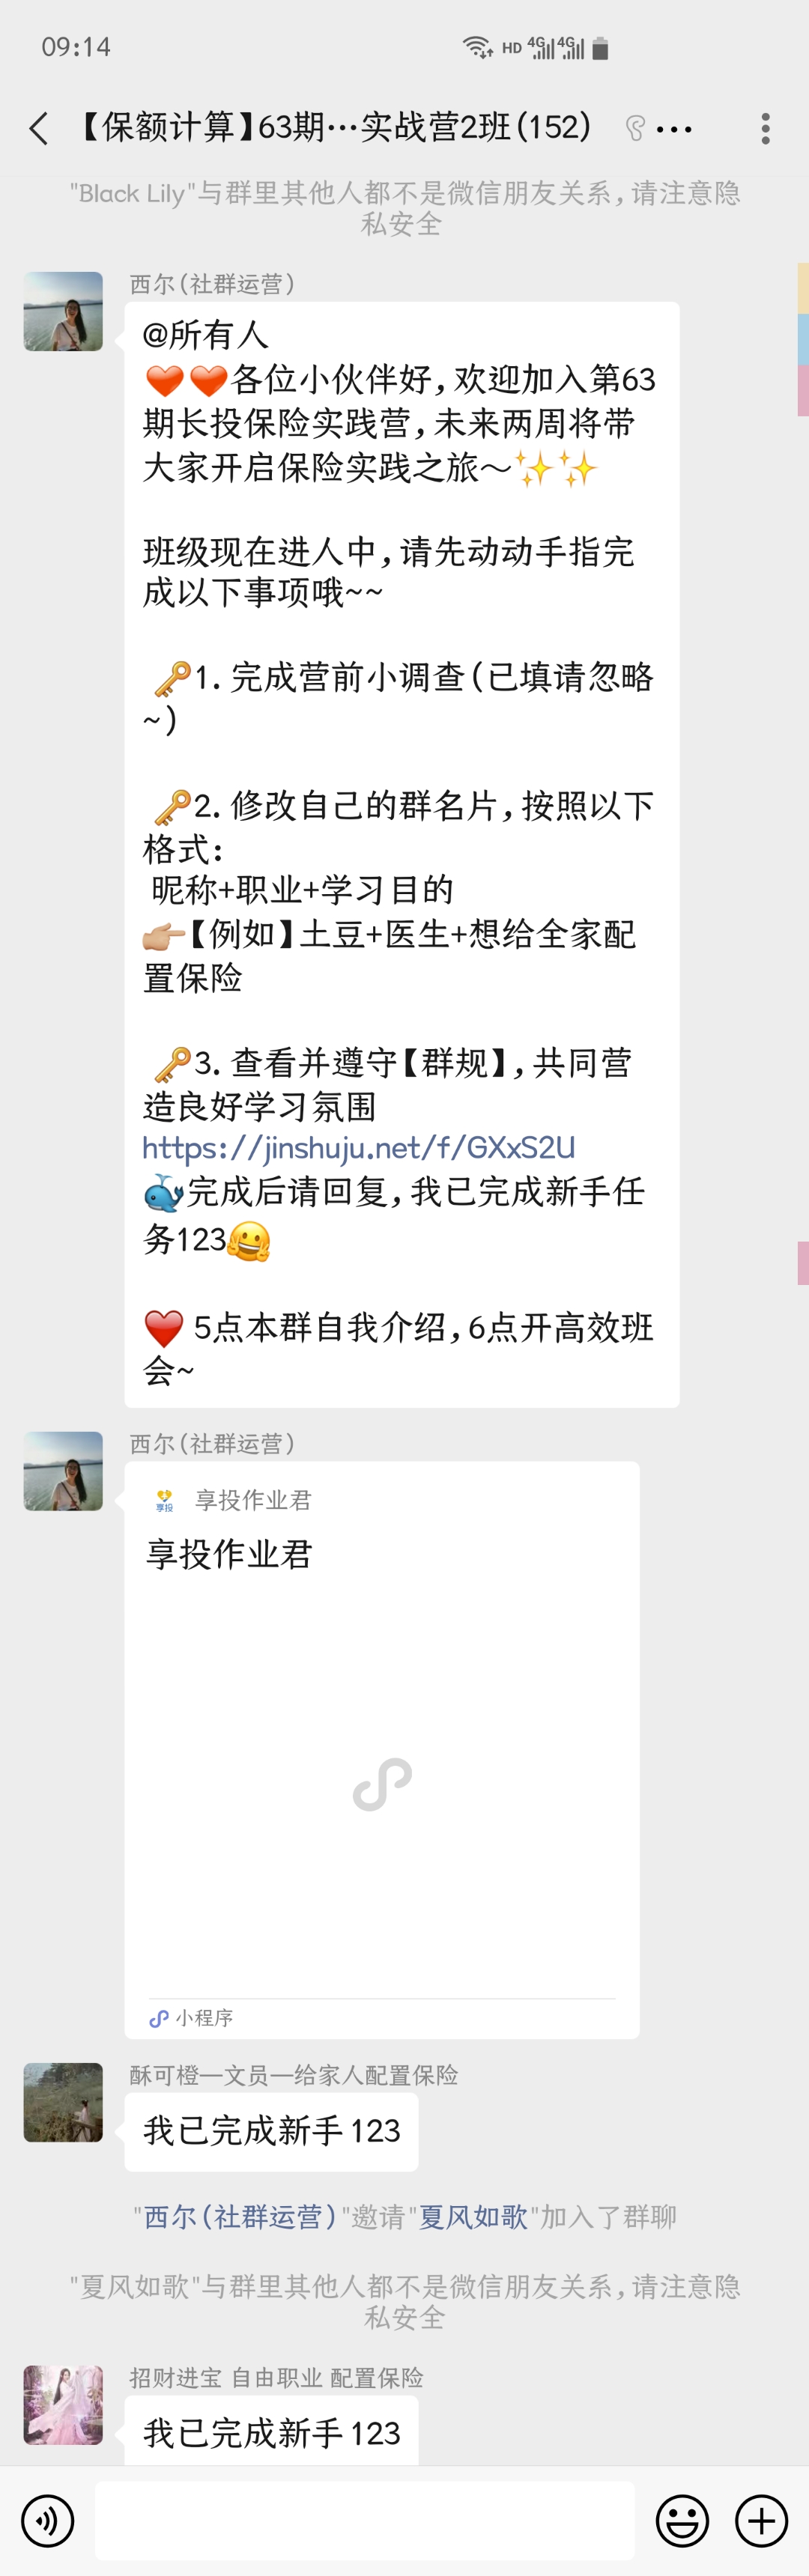 09:14
HD 4G 4G
【保额计算】63期…实战营2班(152)
"Black Lily"与群里其他人都不是微信朋友关系,请注意隐
私安全
西尔(社群运营)
@所有人
各位小伙伴好,欢迎加入第63
期长投保险实践营,未来两周将带
大家开启保险实践之旅~
班级现在进人中,请先动动手指完
成以下事项哦~~
1.完成营前小调查(已填请忽略
~)
2.修改自己的群名片,按照以下
格式:
昵称+职业+学习目的
【例如】土豆+医生+想给全家配
置保险
3.查看并遵守【群规】,共同营
造良好学习氛围
https://jinshuju.net/f/GXxS2U
完成后请回复,我已完成新手任
务123
5点本群自我介绍,6点开高效班
会~
西尔(社群运营)
享投 享投作业君
享投作业君
小程序
酥可橙—文员—给家人配置保险
我已完成新手123
"西尔(社群运营)"邀请"夏风如歌"加入了群聊
"夏风如歌"与群里其他人都不是微信朋友关系,请注意隐
私安全
招财进宝 自由职业 配置保险
我已完成新手123